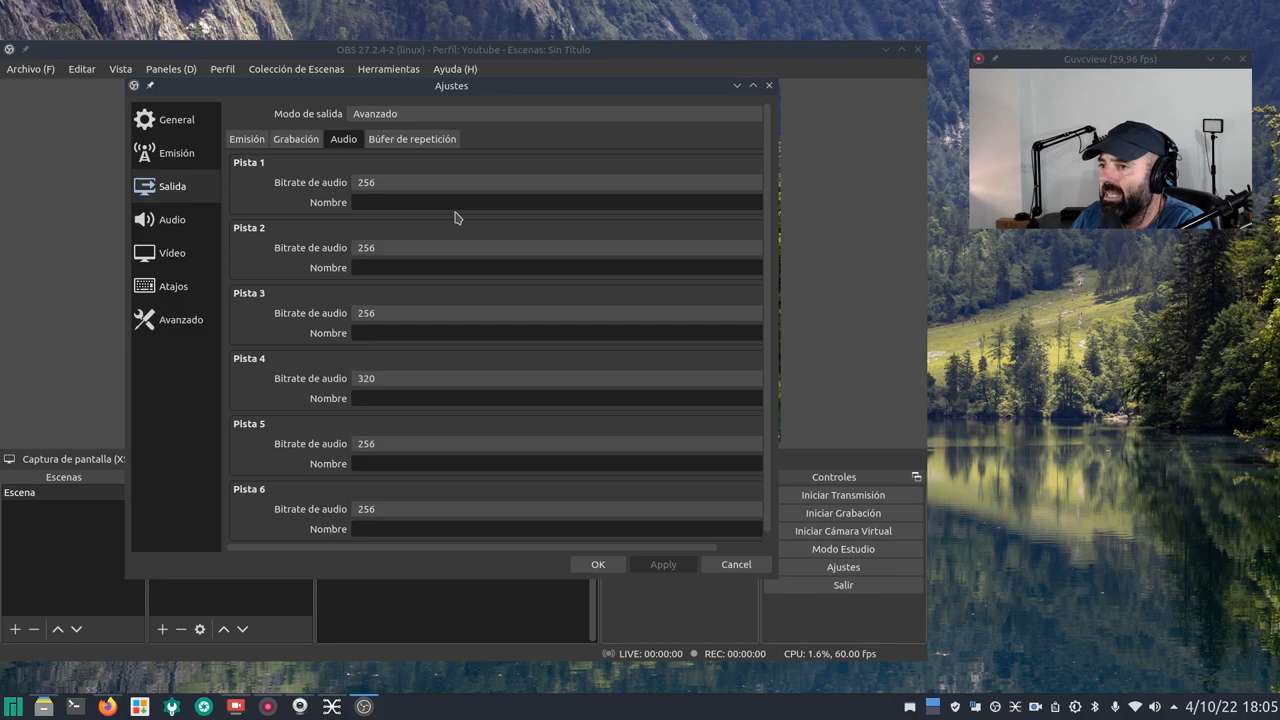 OBS 27.2.4-2 (linux) - Perfil: Youtube - Escenas: Sin Título
Guvcview (29,96 fps)
Archivo (F) Editar Vista Paneles (D) Perfil Colección de Escenas Herramientas Ayuda (H)
Ajustes
General
Emisión
Salida
Audio
Vídeo
Atajos
Avanzado
Modo de salida Avanzado
Emisión Grabación Audio Búfer de repetición
Pista 1
Bitrate de audio 256
Nombre
Pista 2
Bitrate de audio 256
Nombre
Pista 3
Bitrate de audio 256
Nombre
Pista 4
Bitrate de audio 320
Nombre
Pista 5
Bitrate de audio 256
Nombre
Pista 6
Bitrate de audio 256
Nombre
OK Apply Cancel
Captura de pantalla (XS
Escenas
Escena
Controles
Iniciar Transmisión
Iniciar Grabación
Iniciar Cámara Virtual
Modo Estudio
Ajustes
Salir
LIVE: 00:00:00 REC: 00:00:00 CPU: 1.6%, 60.00 fps
4/10/22 18:05